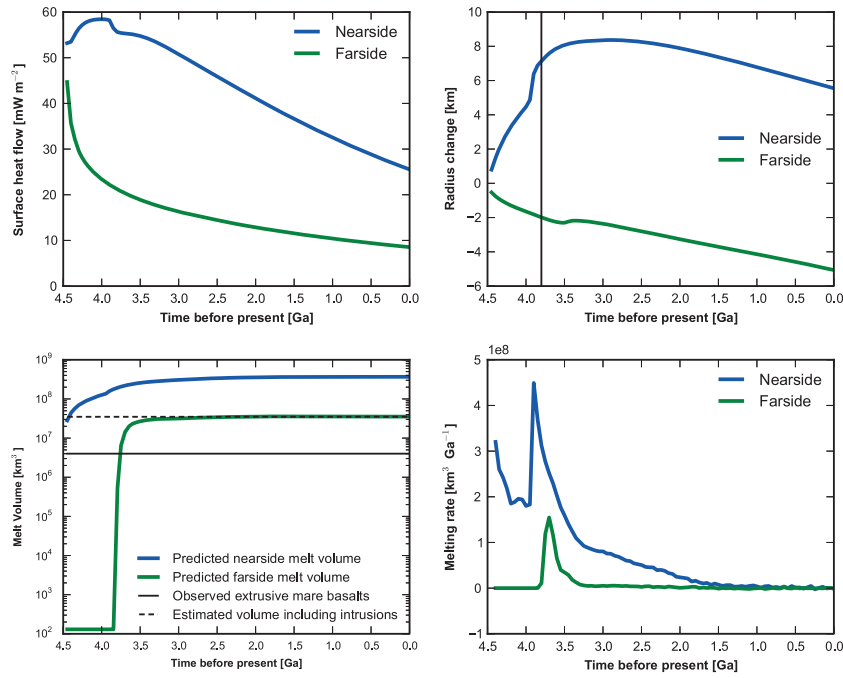 60
50
40
30
20
10
0
Surface heat flow [mW m⁻²]
Nearside
Farside
4.5 4.0 3.5 3.0 2.5 2.0 1.5 1.0 0.5 0.0
Time before present [Ga]
10
8
6
4
2
0
−2
−4
−6
Radius change [km]
Nearside
Farside
4.5 4.0 3.5 3.0 2.5 2.0 1.5 1.0 0.5 0.0
Time before present [Ga]
10⁹
10⁸
10⁷
10⁶
10⁵
10⁴
10³
10²
Melt Volume [km³]
Predicted nearside melt volume
Predicted farside melt volume
Observed extrusive mare basalts
Estimated volume including intrusions
4.5 4.0 3.5 3.0 2.5 2.0 1.5 1.0 0.5 0.0
Time before present [Ga]
1e8
5
4
3
2
1
0
−1
Melting rate [km³ Ga⁻¹]
Nearside
Farside
4.5 4.0 3.5 3.0 2.5 2.0 1.5 1.0 0.5 0.0
Time before present [Ga]